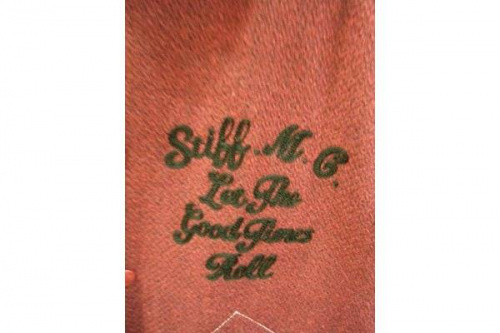 Stiff. M. C.
Let The
Good Times
Roll